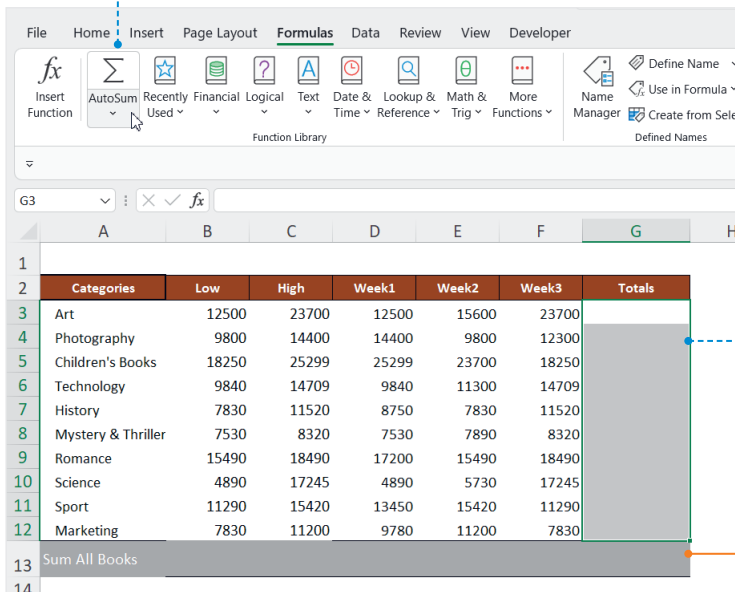 File Home Insert Page Layout Formulas Data Review View Developer
fx Insert Function
Σ AutoSum
Recently Used
Financial
Logical
Text
Date & Time
Lookup & Reference
θ Math & Trig
More Functions
Name Manager
Define Name
Use in Formula
Create from Sele
Function Library Defined Names
G3 fx
A B C D E F G H
1
2 Categories Low High Week1 Week2 Week3 Totals
3 Art 12500 23700 12500 15600 23700
4 Photography 9800 14400 14400 9800 12300
5 Children's Books 18250 25299 25299 23700 18250
6 Technology 9840 14709 9840 11300 14709
7 History 7830 11520 8750 7830 11520
8 Mystery & Thriller 7530 8320 7530 7890 8320
9 Romance 15490 18490 17200 15490 18490
10 Science 4890 17245 4890 5730 17245
11 Sport 11290 15420 13450 15420 11290
12 Marketing 7830 11200 9780 11200 7830
13 Sum All Books
14